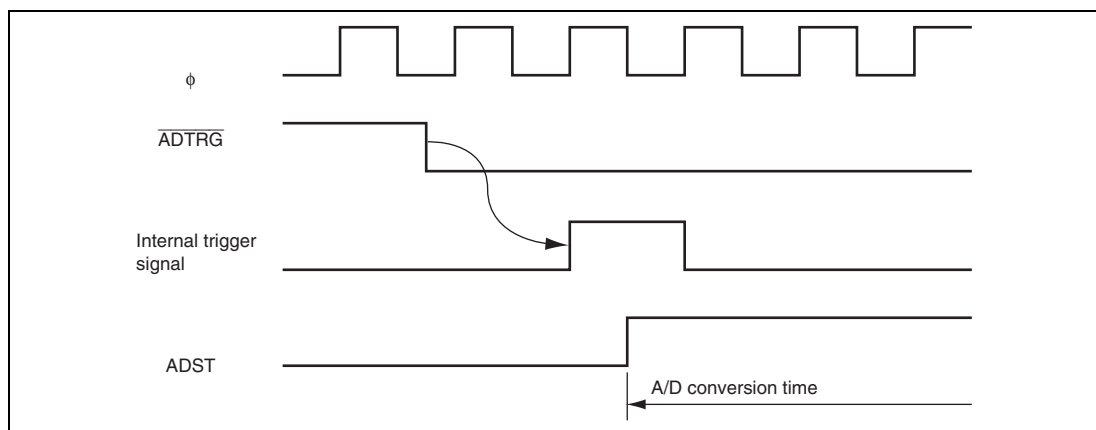 ϕ
ADTRG
Internal trigger
signal
ADST
A/D conversion time